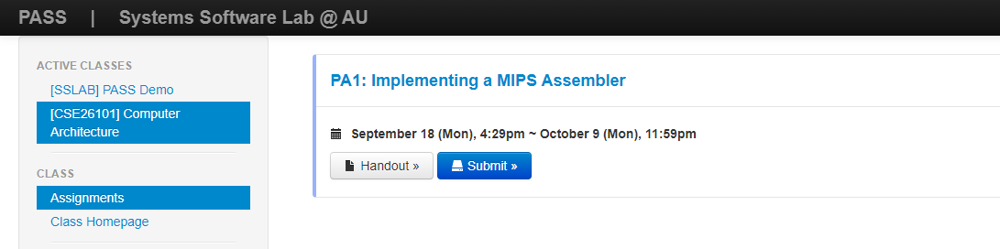 PASS | Systems Software Lab @ AU
ACTIVE CLASSES
[SSLAB] PASS Demo
[CSE26101] Computer
Architecture
CLASS
Assignments
Class Homepage
PA1: Implementing a MIPS Assembler
September 18 (Mon), 4:29pm ~ October 9 (Mon), 11:59pm
Handout » Submit »